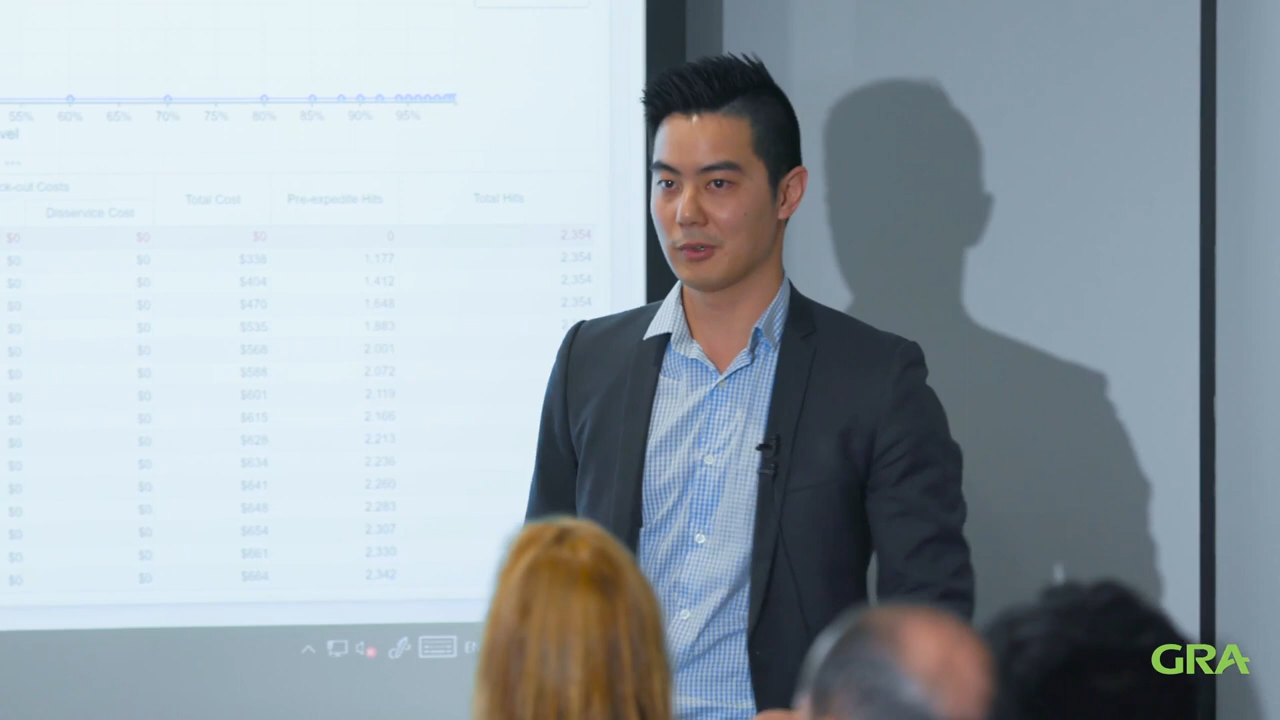 55% 60% 65% 70% 75% 80% 85% 90% 95%
vel
ck-out Costs
Disservice Cost Total Cost Pre-expedite Hits Total Hits
$0 $0 $0 0 2,354
$0 $0 $338 1,177 2,354
$0 $0 $404 1,412 2,354
$0 $0 $470 1,648 2,354
$0 $0 $535 1,883
$0 $0 $568 2,001
$0 $0 $588 2,072
$0 $0 $601 2,119
$0 $0 $615 2,166
$0 $0 $628 2,213
$0 $0 $634 2,236
$0 $0 $641 2,260
$0 $0 $648 2,283
$0 $0 $654 2,307
$0 $0 $661 2,330
$0 $0 $664 2,342
EN
GRA